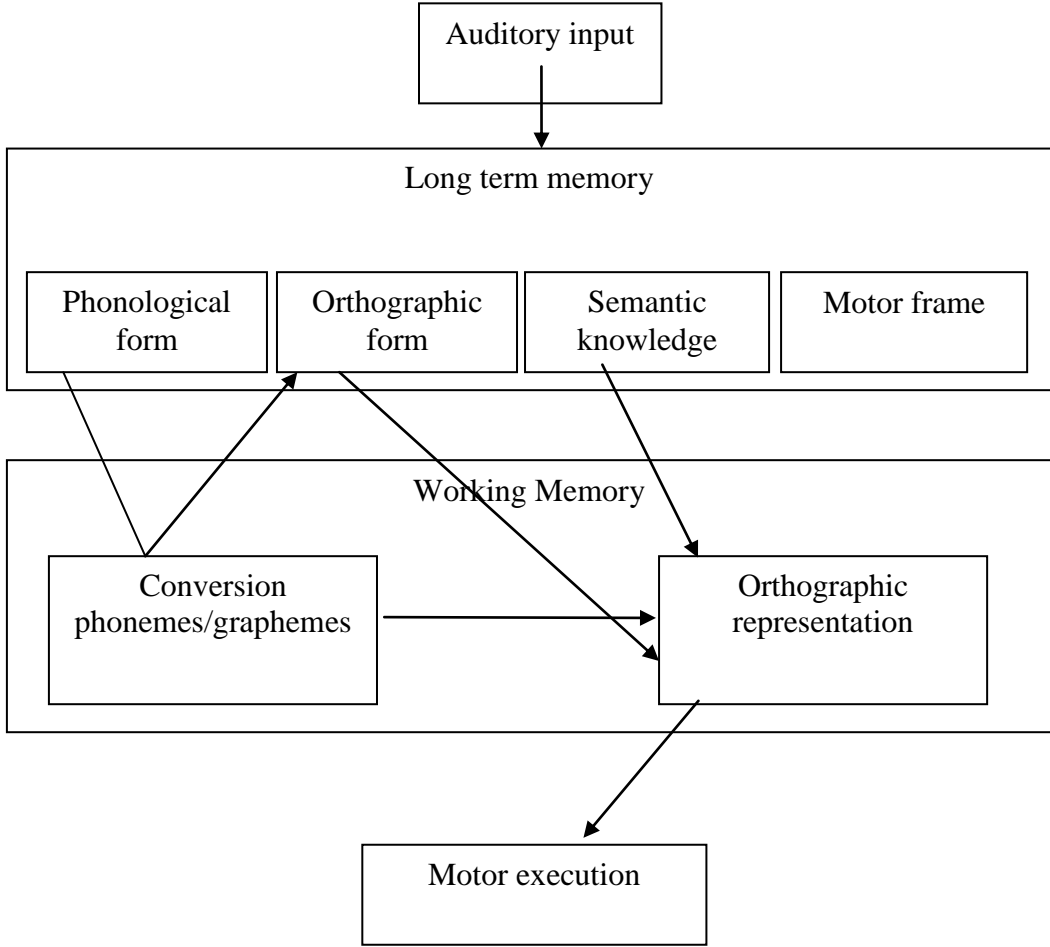 Auditory input
Long term memory
Phonological
form
Orthographic
form
Semantic
knowledge
Motor frame
Working Memory
Conversion
phonemes/graphemes
Orthographic
representation
Motor execution